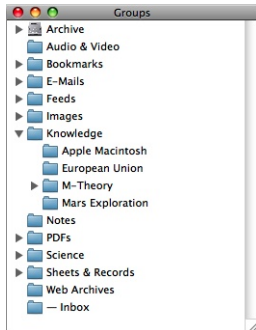 Groups
Archive
Audio & Video
Bookmarks
E-Mails
Feeds
Images
Knowledge
Apple Macintosh
European Union
M-Theory
Mars Exploration
Notes
PDFs
Science
Sheets & Records
Web Archives
— Inbox